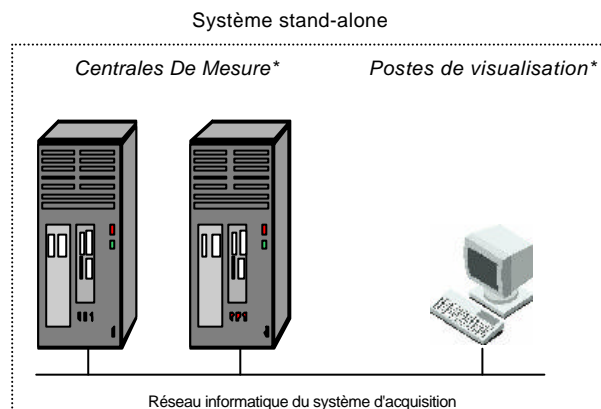 Système stand-alone
Centrales De Mesure* Postes de visualisation*
Réseau informatique du système d'acquisition